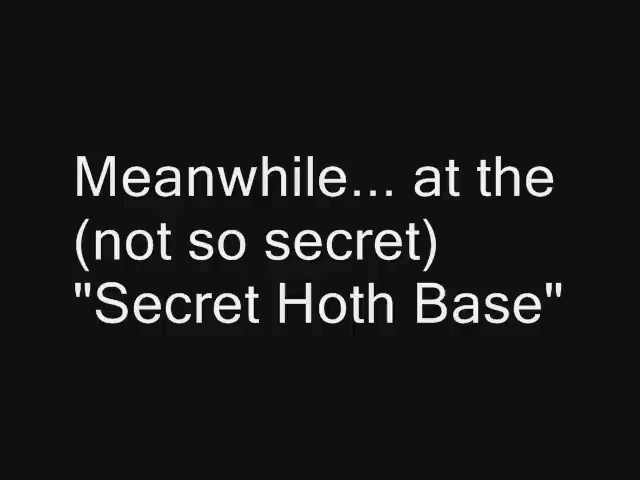 Meanwhile... at the
(not so secret)
"Secret Hoth Base"